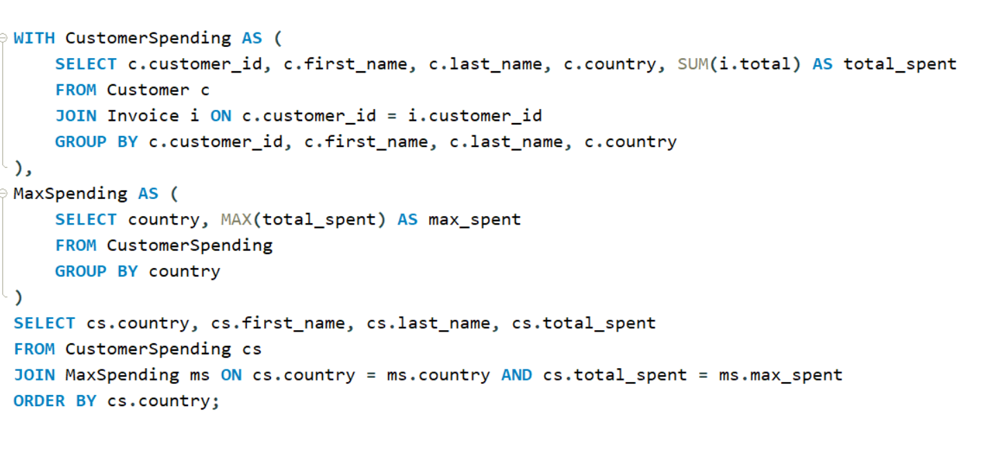 WITH CustomerSpending AS (
    SELECT c.customer_id, c.first_name, c.last_name, c.country, SUM(i.total) AS total_spent
    FROM Customer c
    JOIN Invoice i ON c.customer_id = i.customer_id
    GROUP BY c.customer_id, c.first_name, c.last_name, c.country
),
MaxSpending AS (
    SELECT country, MAX(total_spent) AS max_spent
    FROM CustomerSpending
    GROUP BY country
)
SELECT cs.country, cs.first_name, cs.last_name, cs.total_spent
FROM CustomerSpending cs
JOIN MaxSpending ms ON cs.country = ms.country AND cs.total_spent = ms.max_spent
ORDER BY cs.country;